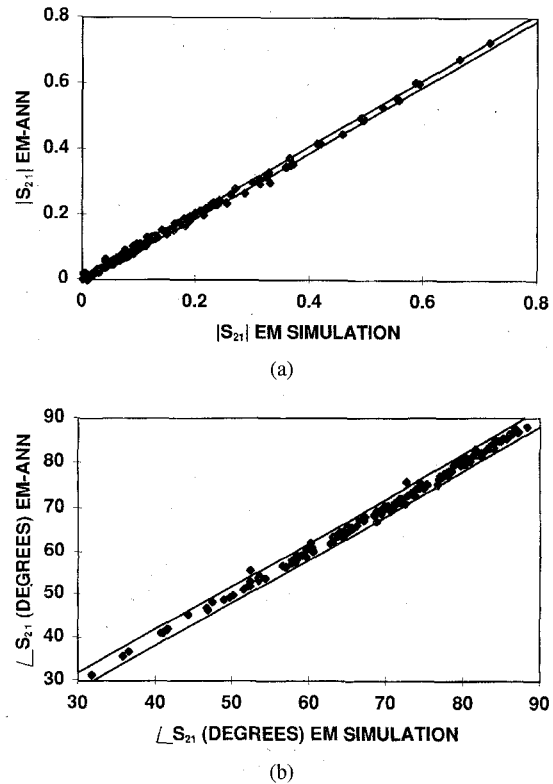 0.8
0.6
0.4
0.2
0
|S21| EM-ANN
0 0.2 0.4 0.6 0.8
|S21| EM SIMULATION
(a)
90
80
70
60
50
40
30
∠S21 (DEGREES) EM-ANN
30 40 50 60 70 80 90
∠S21 (DEGREES) EM SIMULATION
(b)